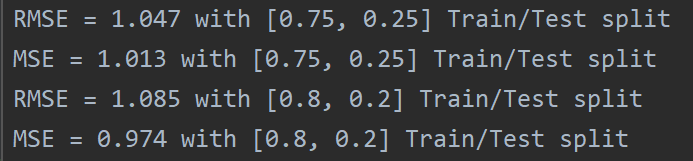 RMSE = 1.047 with [0.75, 0.25] Train/Test split
MSE = 1.013 with [0.75, 0.25] Train/Test split
RMSE = 1.085 with [0.8, 0.2] Train/Test split
MSE = 0.974 with [0.8, 0.2] Train/Test split